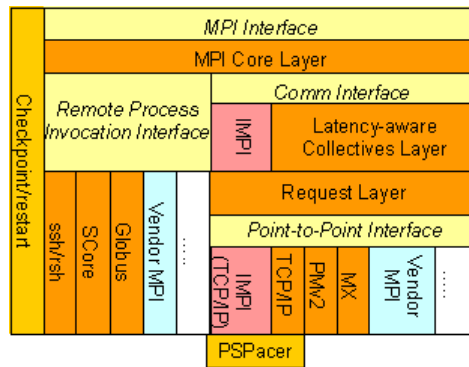 MPI Interface
MPI Core Layer
Checkpoint/restart
Remote Process
Invocation Interface
Comm Interface
IMPI
Latency-aware
Collectives Layer
Request Layer
Point-to-Point Interface
ssh/rsh
SCore
Globus
Vendor MPI
.....
IMPI
(TCP/IP)
TCP/IP
PMv2
MX
Vendor
MPI
.....
PSPacer